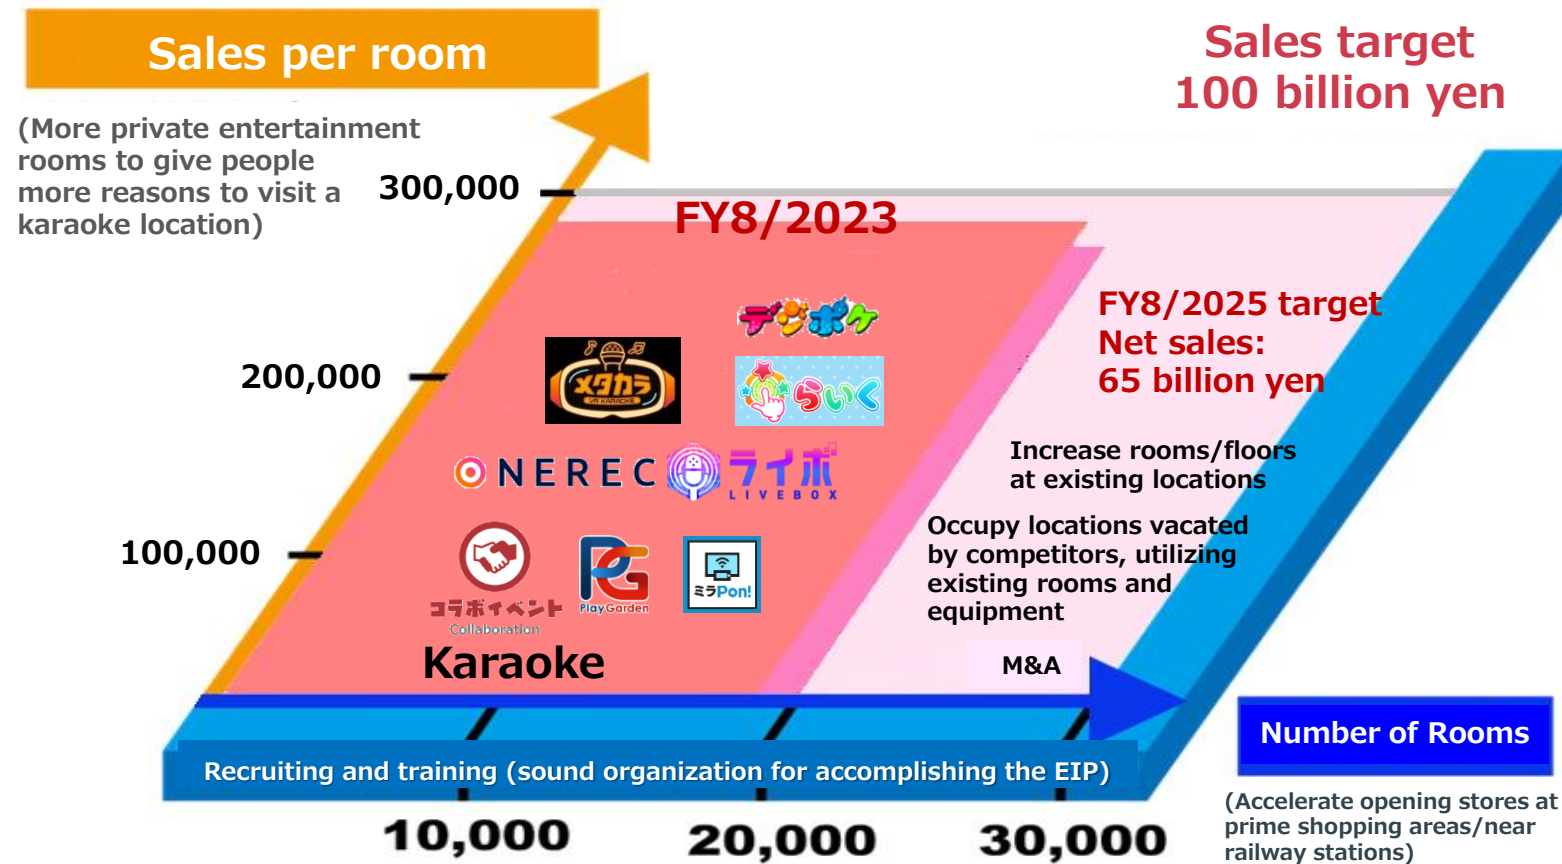 Sales per room
(More private entertainment
rooms to give people
more reasons to visit a
karaoke location)
Sales target
100 billion yen
300,000
200,000
100,000
FY8/2023
デジポケ
メタカラ
VR KARAOKE
らいく
ONEREC
ライボ
LIVEBOX
コラボイベント
Collaboration
PG
PlayGarden
ミラPon!
Karaoke
FY8/2025 target
Net sales:
65 billion yen
Increase rooms/floors
at existing locations
Occupy locations vacated
by competitors, utilizing
existing rooms and
equipment
M&A
Recruiting and training (sound organization for accomplishing the EIP)
10,000
20,000
30,000
Number of Rooms
(Accelerate opening stores at
prime shopping areas/near
railway stations)